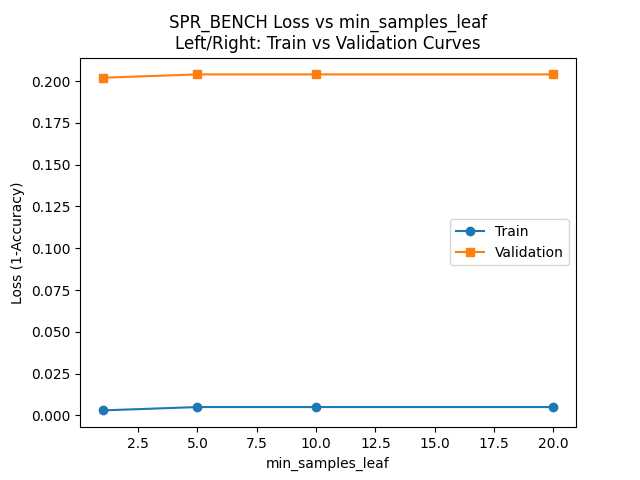 SPR_BENCH Loss vs min_samples_leaf
Left/Right: Train vs Validation Curves
Loss (1-Accuracy)
0.200
0.175
0.150
0.125
0.100
0.075
0.050
0.025
0.000
Train
Validation
2.5 5.0 7.5 10.0 12.5 15.0 17.5 20.0
min_samples_leaf